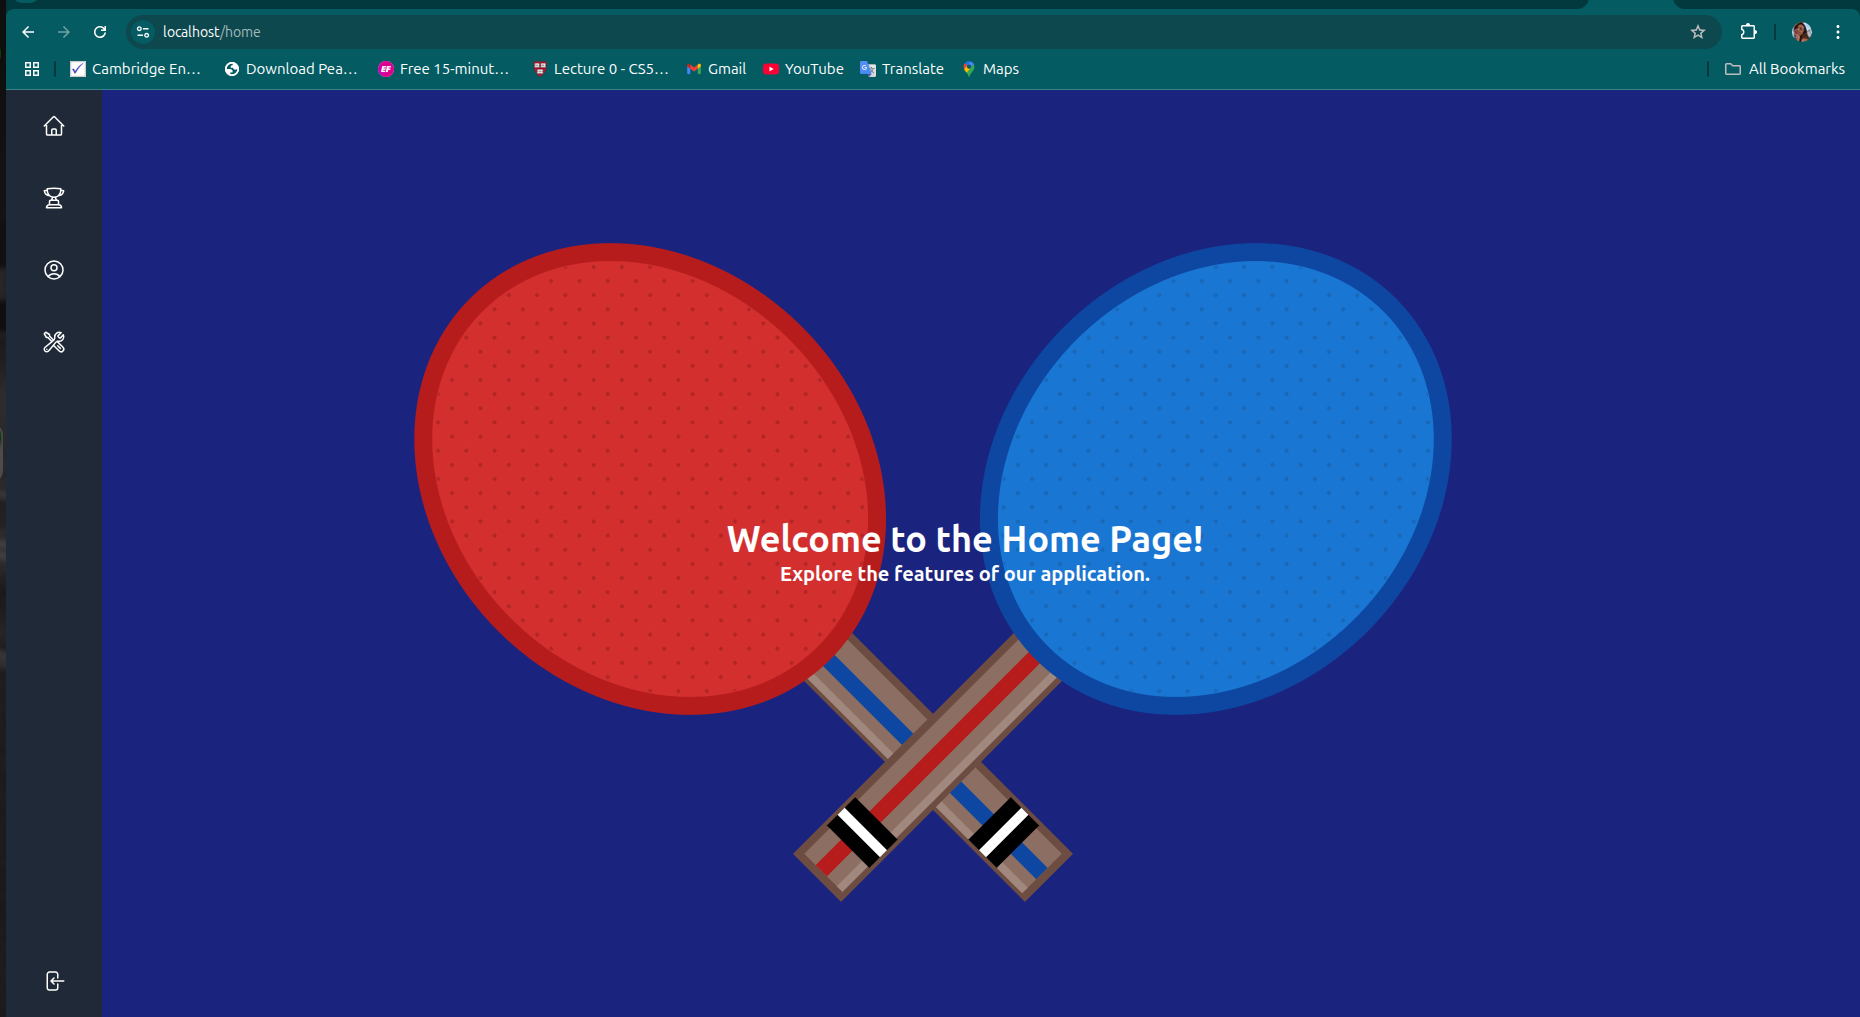 localhost/home
Cambridge En... Download Pea... Free 15-minut... Lecture 0 - CS5... Gmail YouTube Translate Maps All Bookmarks
Welcome to the Home Page!
Explore the features of our application.